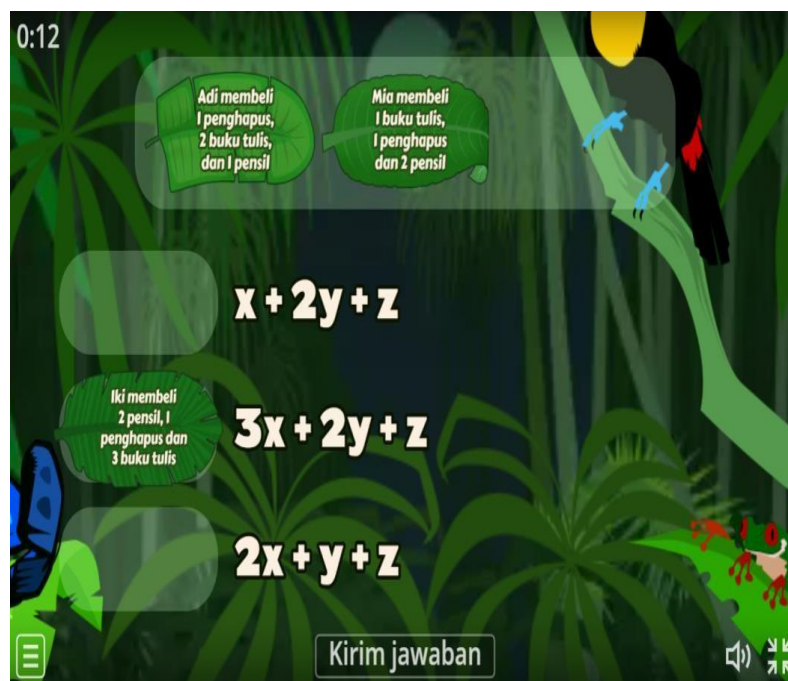 0:12
Adi membeli
1 penghapus,
2 buku tulis,
dan 1 pensil
Mia membeli
1 buku tulis,
1 penghapus
dan 2 pensil
x + 2y + z
Iki membeli
2 pensil, 1
penghapus dan
3 buku tulis
3x + 2y + z
2x + y + z
Kirim jawaban